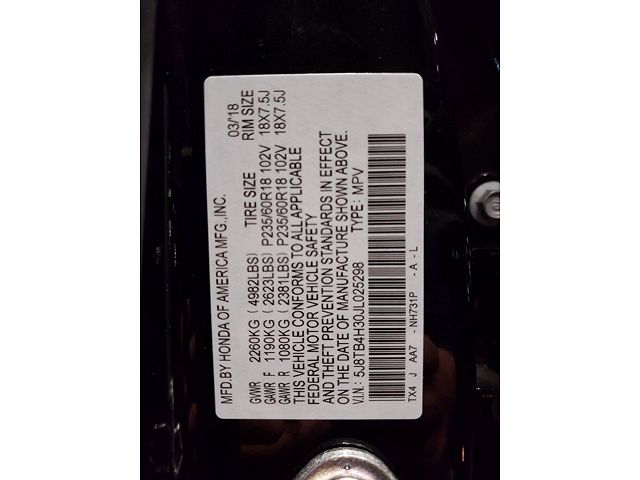 MFD.BY HONDA OF AMERICA MFG.,INC. 03/'18
TIRE SIZE RIM SIZE
GVWR 2260KG ( 4982LBS)
GAWR F 1190KG ( 2623LBS) P235/60R18 102V 18X7.5J
GAWR R 1080KG ( 2381LBS) P235/60R18 102V 18X7.5J
THIS VEHICLE CONFORMS TO ALL APPLICABLE
FEDERAL MOTOR VEHICLE SAFETY
AND THEFT PREVENTION STANDARDS IN EFFECT
ON THE DATE OF MANUFACTURE SHOWN ABOVE.
V.I.N.: 5J8TB4H30JL025298 TYPE: MPV
TX4 J AA7 - NH731P - A - L